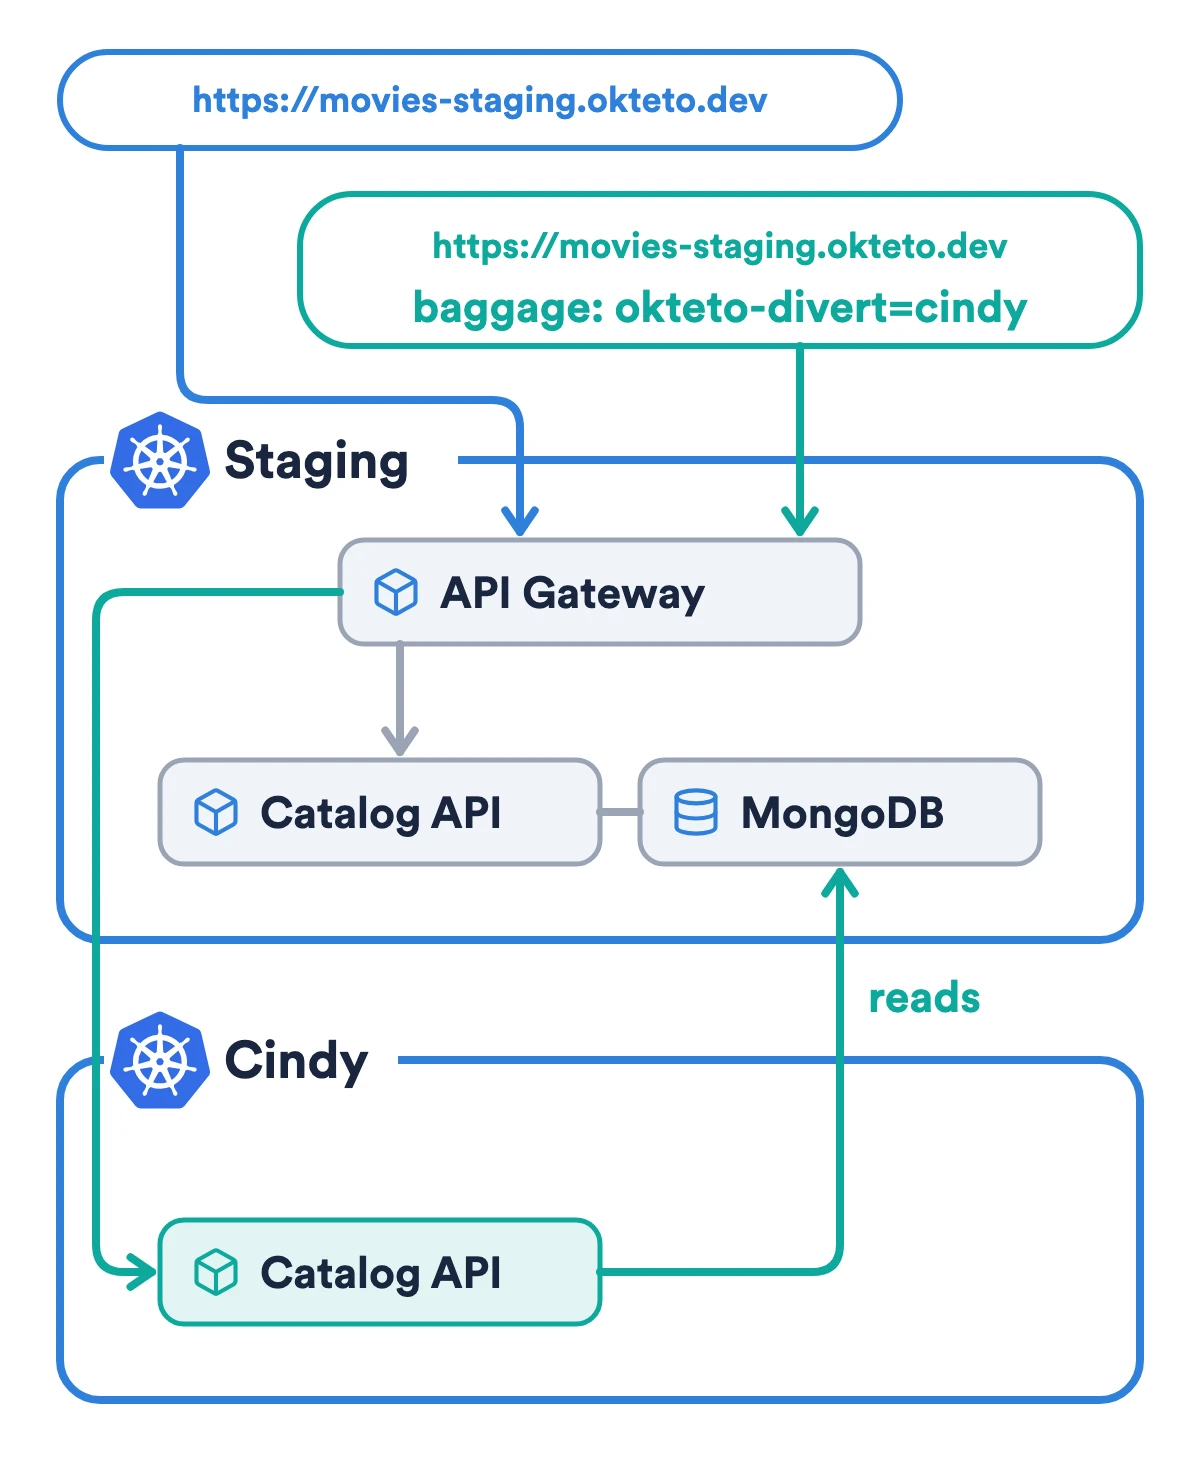 https://movies-staging.okteto.dev
https://movies-staging.okteto.dev
baggage: okteto-divert=cindy
Staging
API Gateway
Catalog API
MongoDB
reads
Cindy
Catalog API